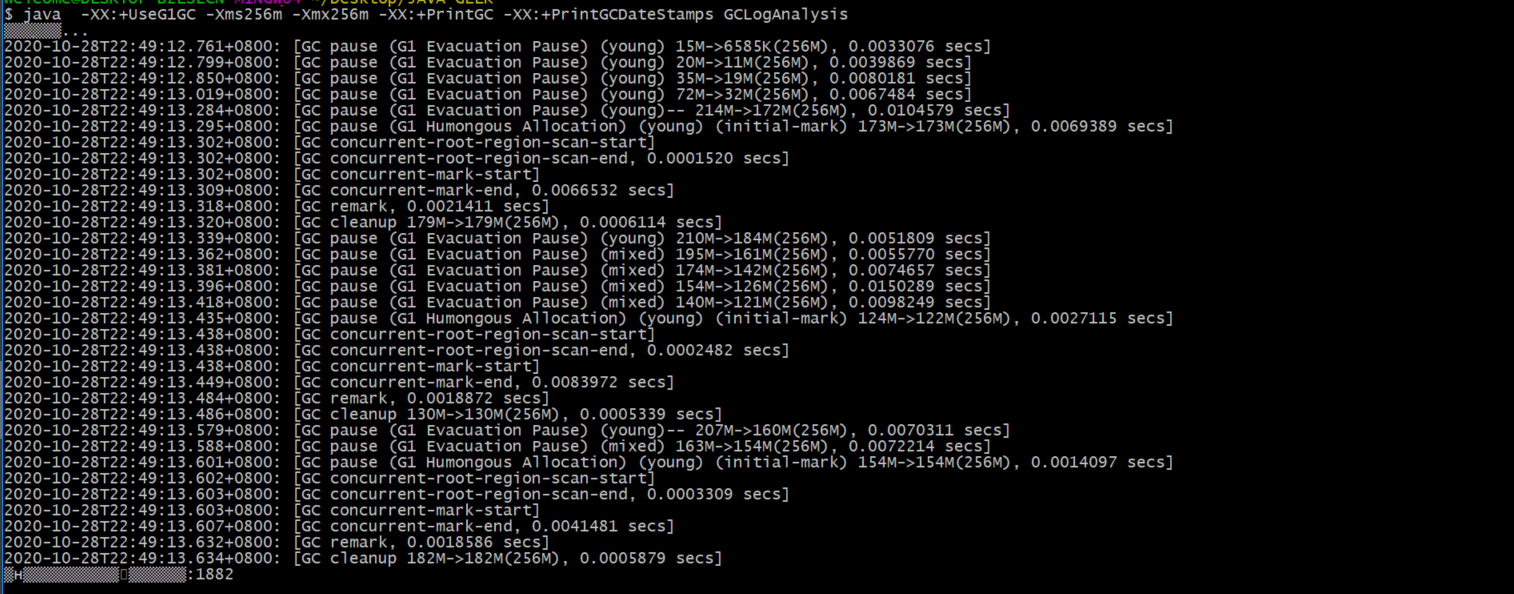 $ java  -XX:+UseG1GC -Xms256m -Xmx256m -XX:+PrintGC -XX:+PrintGCDateStamps GCLogAnalysis
...
2020-10-28T22:49:12.761+0800: [GC pause (G1 Evacuation Pause) (young) 15M->6585K(256M), 0.0033076 secs]
2020-10-28T22:49:12.799+0800: [GC pause (G1 Evacuation Pause) (young) 20M->11M(256M), 0.0039869 secs]
2020-10-28T22:49:12.850+0800: [GC pause (G1 Evacuation Pause) (young) 35M->19M(256M), 0.0080181 secs]
2020-10-28T22:49:13.019+0800: [GC pause (G1 Evacuation Pause) (young) 72M->32M(256M), 0.0067484 secs]
2020-10-28T22:49:13.284+0800: [GC pause (G1 Evacuation Pause) (young)-- 214M->172M(256M), 0.0104579 secs]
2020-10-28T22:49:13.295+0800: [GC pause (G1 Humongous Allocation) (young) (initial-mark) 173M->173M(256M), 0.0069389 secs]
2020-10-28T22:49:13.302+0800: [GC concurrent-root-region-scan-start]
2020-10-28T22:49:13.302+0800: [GC concurrent-root-region-scan-end, 0.0001520 secs]
2020-10-28T22:49:13.302+0800: [GC concurrent-mark-start]
2020-10-28T22:49:13.309+0800: [GC concurrent-mark-end, 0.0066532 secs]
2020-10-28T22:49:13.318+0800: [GC remark, 0.0021411 secs]
2020-10-28T22:49:13.320+0800: [GC cleanup 179M->179M(256M), 0.0006114 secs]
2020-10-28T22:49:13.339+0800: [GC pause (G1 Evacuation Pause) (young) 210M->184M(256M), 0.0051809 secs]
2020-10-28T22:49:13.362+0800: [GC pause (G1 Evacuation Pause) (mixed) 195M->161M(256M), 0.0055770 secs]
2020-10-28T22:49:13.381+0800: [GC pause (G1 Evacuation Pause) (mixed) 174M->142M(256M), 0.0074657 secs]
2020-10-28T22:49:13.396+0800: [GC pause (G1 Evacuation Pause) (mixed) 154M->126M(256M), 0.0150289 secs]
2020-10-28T22:49:13.418+0800: [GC pause (G1 Evacuation Pause) (mixed) 140M->121M(256M), 0.0098249 secs]
2020-10-28T22:49:13.435+0800: [GC pause (G1 Humongous Allocation) (young) (initial-mark) 124M->122M(256M), 0.0027115 secs]
2020-10-28T22:49:13.438+0800: [GC concurrent-root-region-scan-start]
2020-10-28T22:49:13.438+0800: [GC concurrent-root-region-scan-end, 0.0002482 secs]
2020-10-28T22:49:13.438+0800: [GC concurrent-mark-start]
2020-10-28T22:49:13.449+0800: [GC concurrent-mark-end, 0.0083972 secs]
2020-10-28T22:49:13.484+0800: [GC remark, 0.0018872 secs]
2020-10-28T22:49:13.486+0800: [GC cleanup 130M->130M(256M), 0.0005339 secs]
2020-10-28T22:49:13.579+0800: [GC pause (G1 Evacuation Pause) (young)-- 207M->160M(256M), 0.0070311 secs]
2020-10-28T22:49:13.588+0800: [GC pause (G1 Evacuation Pause) (mixed) 163M->154M(256M), 0.0072214 secs]
2020-10-28T22:49:13.601+0800: [GC pause (G1 Humongous Allocation) (young) (initial-mark) 154M->154M(256M), 0.0014097 secs]
2020-10-28T22:49:13.602+0800: [GC concurrent-root-region-scan-start]
2020-10-28T22:49:13.603+0800: [GC concurrent-root-region-scan-end, 0.0003309 secs]
2020-10-28T22:49:13.603+0800: [GC concurrent-mark-start]
2020-10-28T22:49:13.607+0800: [GC concurrent-mark-end, 0.0041481 secs]
2020-10-28T22:49:13.632+0800: [GC remark, 0.0018586 secs]
2020-10-28T22:49:13.634+0800: [GC cleanup 182M->182M(256M), 0.0005879 secs]
:1882